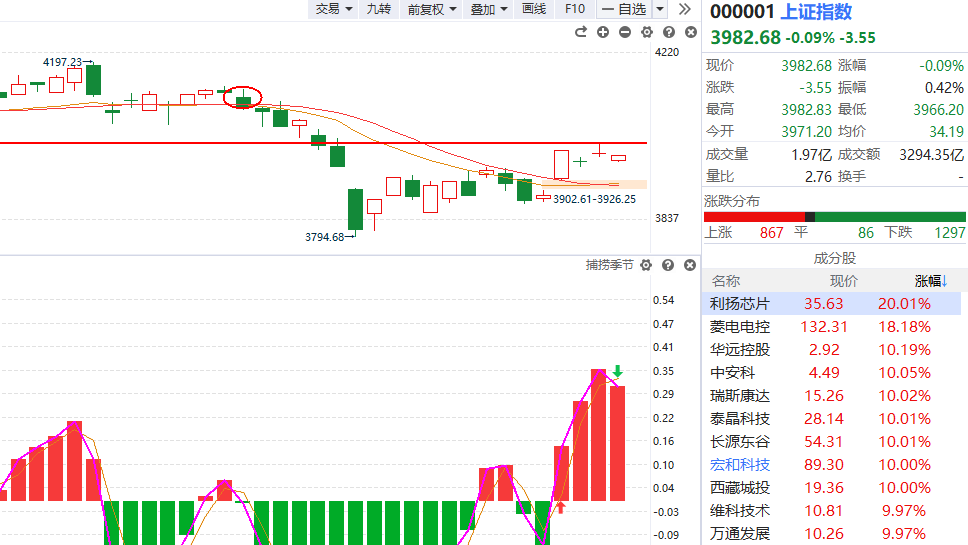 交易 九转 前复权 叠加 画线 F10 一 自选
000001 上证指数
3982.68 -0.09% -3.55
4220
4197.23
3902.61-3926.25
3837
3794.68
现价 3982.68 涨幅 -0.09%
涨跌 -3.55 振幅 0.42%
最高 3982.83 最低 3966.20
今开 3971.20 均价 34.19
成交量 1.97亿 成交额 3294.35亿
量比 2.76 换手 -
涨跌分布
上涨 867 平 86 下跌 1297
捕捞季节
0.54
0.47
0.41
0.35
0.29
0.22
0.16
0.10
0.04
-0.03
-0.09
成分股
名称 现价 涨幅↓
利扬芯片 35.63 20.01%
菱电电控 132.31 18.18%
华远控股 2.92 10.19%
中安科 4.49 10.05%
瑞斯康达 15.26 10.02%
泰晶科技 28.14 10.01%
长源东谷 54.31 10.01%
宏和科技 89.30 10.00%
西藏城投 19.36 10.00%
维科技术 10.81 9.97%
万通发展 10.26 9.97%